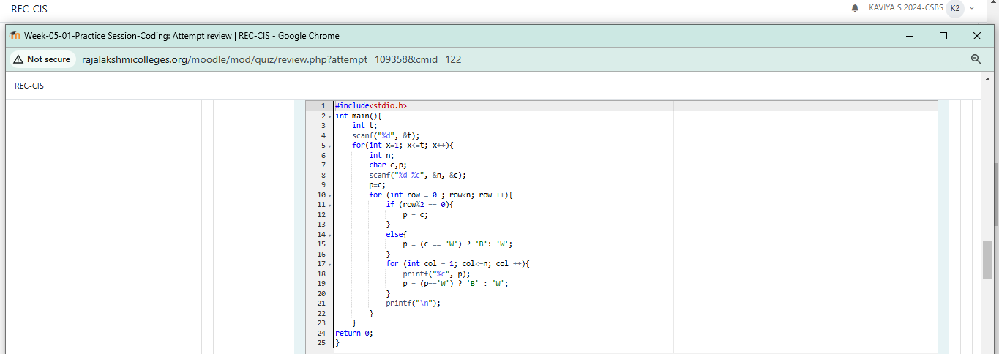 REC-CIS
KAVIYA S 2024-CSBS K2
Week-05-01-Practice Session-Coding: Attempt review | REC-CIS - Google Chrome
Not secure rajalakshmicolleges.org/moodle/mod/quiz/review.php?attempt=109358&cmid=122
REC-CIS
1 #include<stdio.h>
2 int main(){
3 int t;
4 scanf("%d", &t);
5 for(int x=1; x<=t; x++){
6 int n;
7 char c,p;
8 scanf("%d %c", &n, &c);
9 p=c;
10 for (int row = 0 ; row<n; row ++){
11 if (row%2 == 0){
12 p = c;
13 }
14 else{
15 p = (c == 'W') ? 'B': 'W';
16 }
17 for (int col = 1; col<=n; col ++){
18 printf("%c", p);
19 p = (p=='W') ? 'B' : 'W';
20 }
21 printf("\n");
22 }
23 }
24 return 0;
25 }